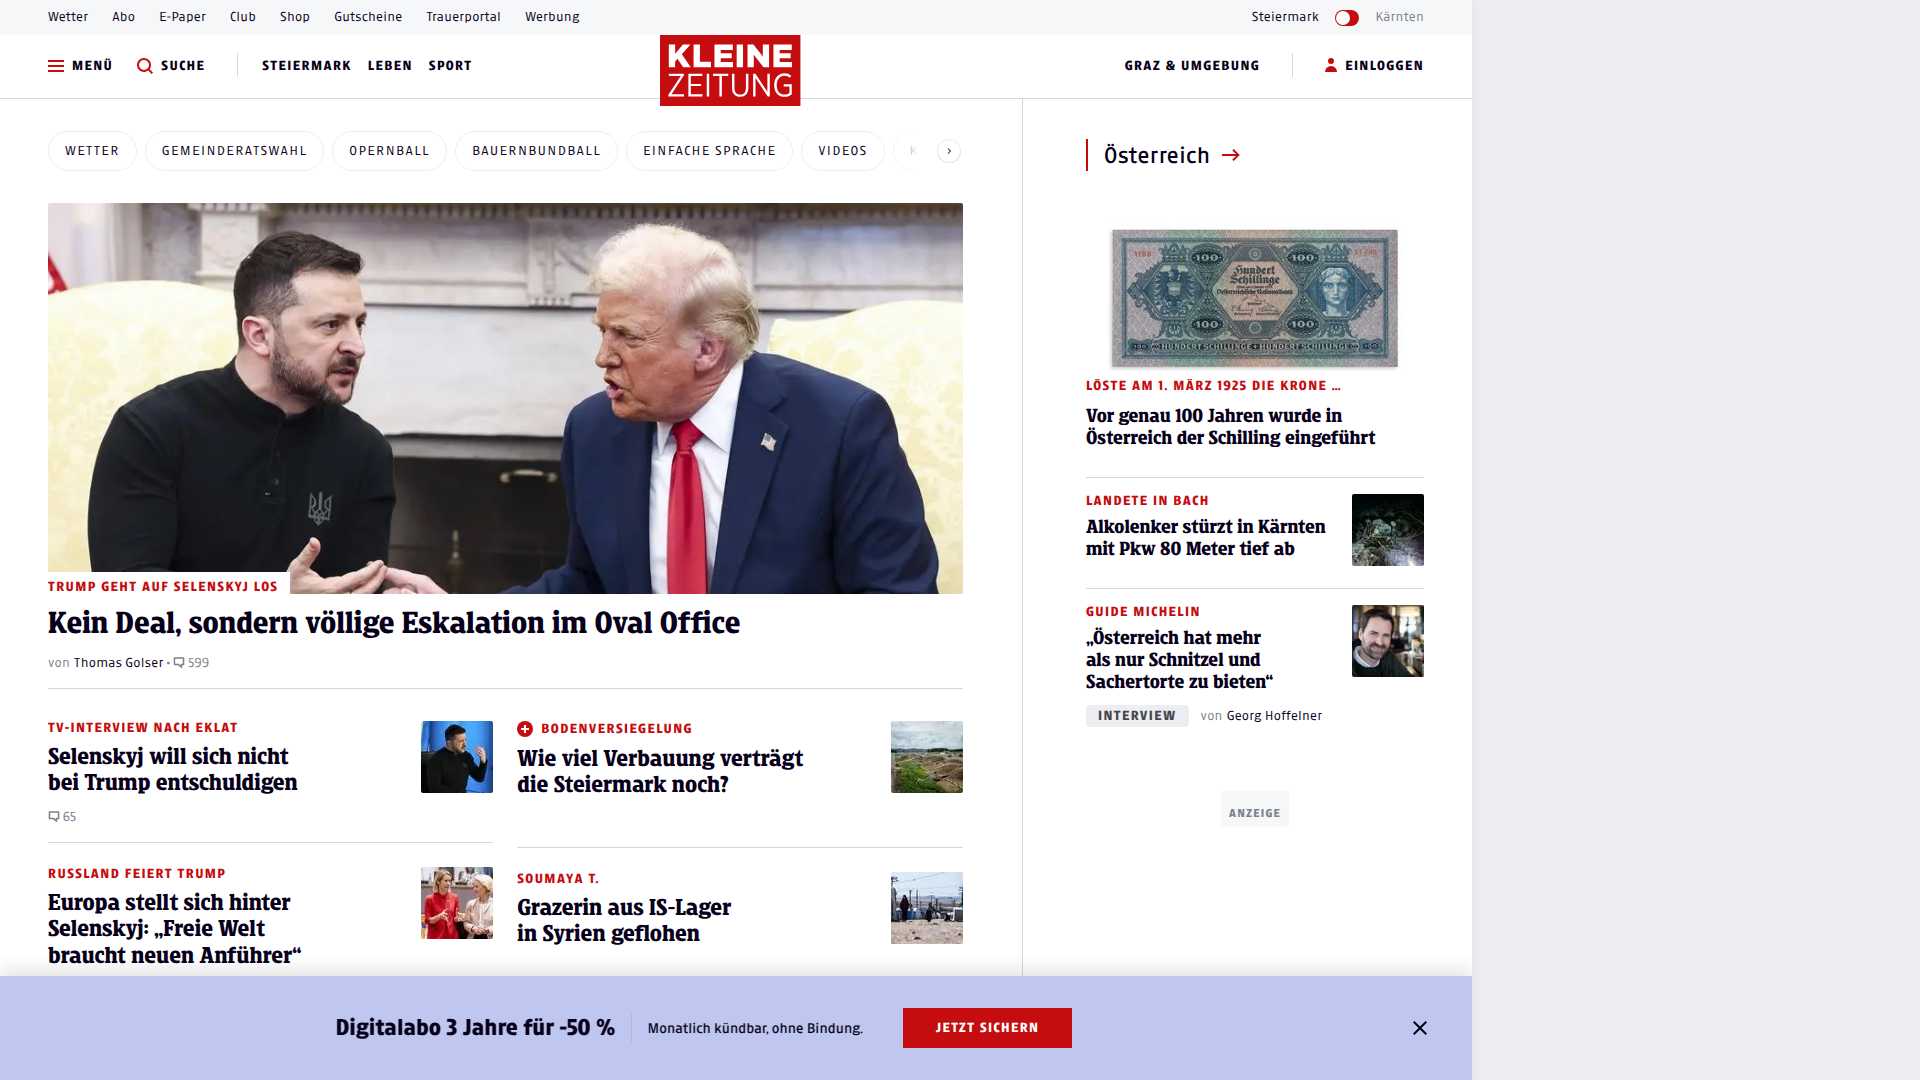 Wetter Abo E-Paper Club Shop Gutscheine Trauerportal Werbung Steiermark Kärnten
MENÜ SUCHE STEIERMARK LEBEN SPORT KLEINE ZEITUNG GRAZ & UMGEBUNG EINLOGGEN
WETTER GEMEINDERATSWAHL OPERNBALL BAUERNBUNDBALL EINFACHE SPRACHE VIDEOS K
TRUMP GEHT AUF SELENSKYJ LOS
Kein Deal, sondern völlige Eskalation im Oval Office
von Thomas Golser • 599
TV-INTERVIEW NACH EKLAT
Selenskyj will sich nicht
bei Trump entschuldigen
65
BODENVERSIEGELUNG
Wie viel Verbauung verträgt
die Steiermark noch?
RUSSLAND FEIERT TRUMP
Europa stellt sich hinter
Selenskyj: „Freie Welt
braucht neuen Anführer“
SOUMAYA T.
Grazerin aus IS-Lager
in Syrien geflohen
Österreich
100 100
Hundert
Schillinge
100 100
HUNDERT SCHILLINGE HUNDERT SCHILLINGE
LÖSTE AM 1. MÄRZ 1925 DIE KRONE …
Vor genau 100 Jahren wurde in
Österreich der Schilling eingeführt
LANDETE IN BACH
Alkolenker stürzt in Kärnten
mit Pkw 80 Meter tief ab
GUIDE MICHELIN
„Österreich hat mehr
als nur Schnitzel und
Sachertorte zu bieten“
INTERVIEW von Georg Hoffelner
ANZEIGE
Digitalabo 3 Jahre für -50 % Monatlich kündbar, ohne Bindung. JETZT SICHERN